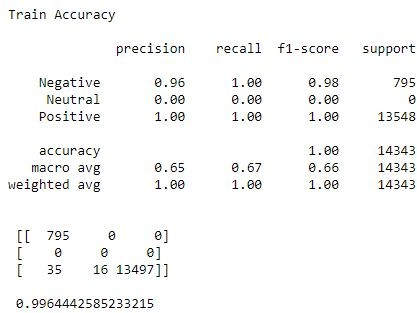 Train Accuracy
precision recall f1-score support
Negative 0.96 1.00 0.98 795
Neutral 0.00 0.00 0.00 0
Positive 1.00 1.00 1.00 13548
accuracy 1.00 14343
macro avg 0.65 0.67 0.66 14343
weighted avg 1.00 1.00 1.00 14343
[[ 795 0 0]
[ 0 0 0]
[ 35 16 13497]]
0.9964442585233215